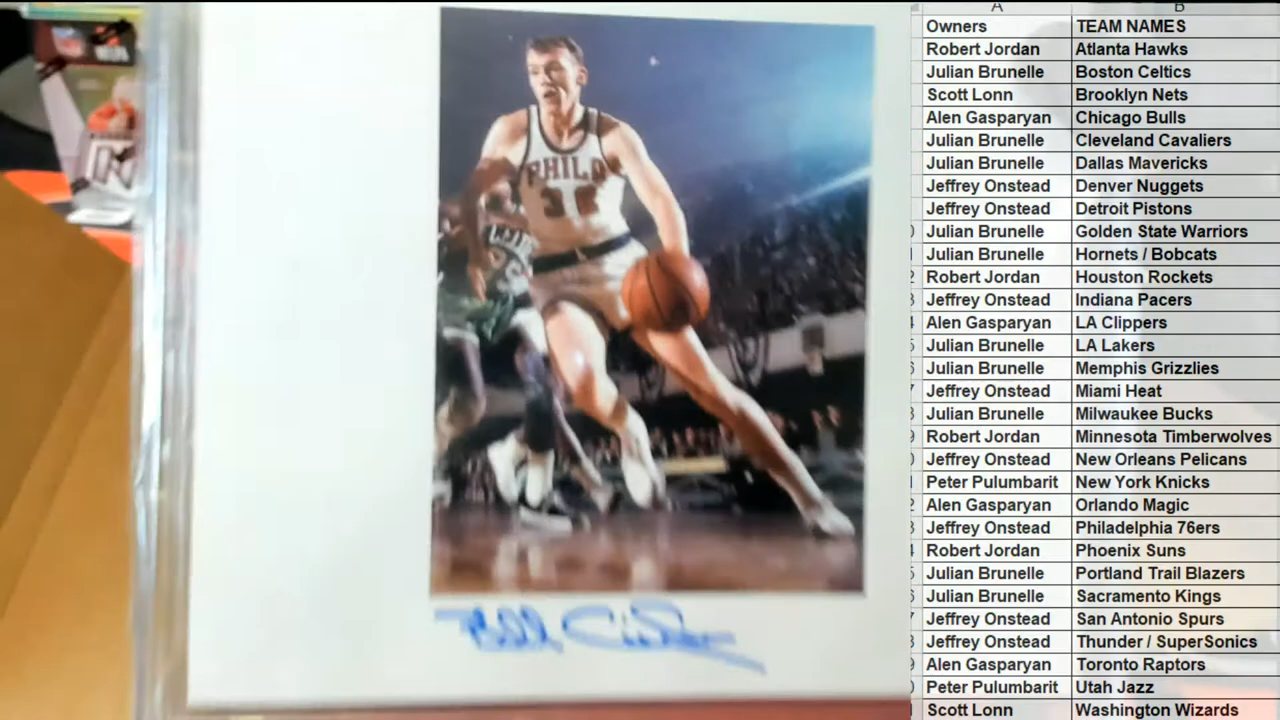 A B
Owners TEAM NAMES
Robert Jordan Atlanta Hawks
Julian Brunelle Boston Celtics
Scott Lonn Brooklyn Nets
Alen Gasparyan Chicago Bulls
Julian Brunelle Cleveland Cavaliers
Julian Brunelle Dallas Mavericks
Jeffrey Onstead Denver Nuggets
Jeffrey Onstead Detroit Pistons
Julian Brunelle Golden State Warriors
Julian Brunelle Hornets / Bobcats
Robert Jordan Houston Rockets
Jeffrey Onstead Indiana Pacers
Alen Gasparyan LA Clippers
Julian Brunelle LA Lakers
Julian Brunelle Memphis Grizzlies
Jeffrey Onstead Miami Heat
Julian Brunelle Milwaukee Bucks
Robert Jordan Minnesota Timberwolves
Jeffrey Onstead New Orleans Pelicans
Peter Pulumbarit New York Knicks
Alen Gasparyan Orlando Magic
Jeffrey Onstead Philadelphia 76ers
Robert Jordan Phoenix Suns
Julian Brunelle Portland Trail Blazers
Julian Brunelle Sacramento Kings
Jeffrey Onstead San Antonio Spurs
Jeffrey Onstead Thunder / SuperSonics
Alen Gasparyan Toronto Raptors
Peter Pulumbarit Utah Jazz
Scott Lonn Washington Wizards
PHILA